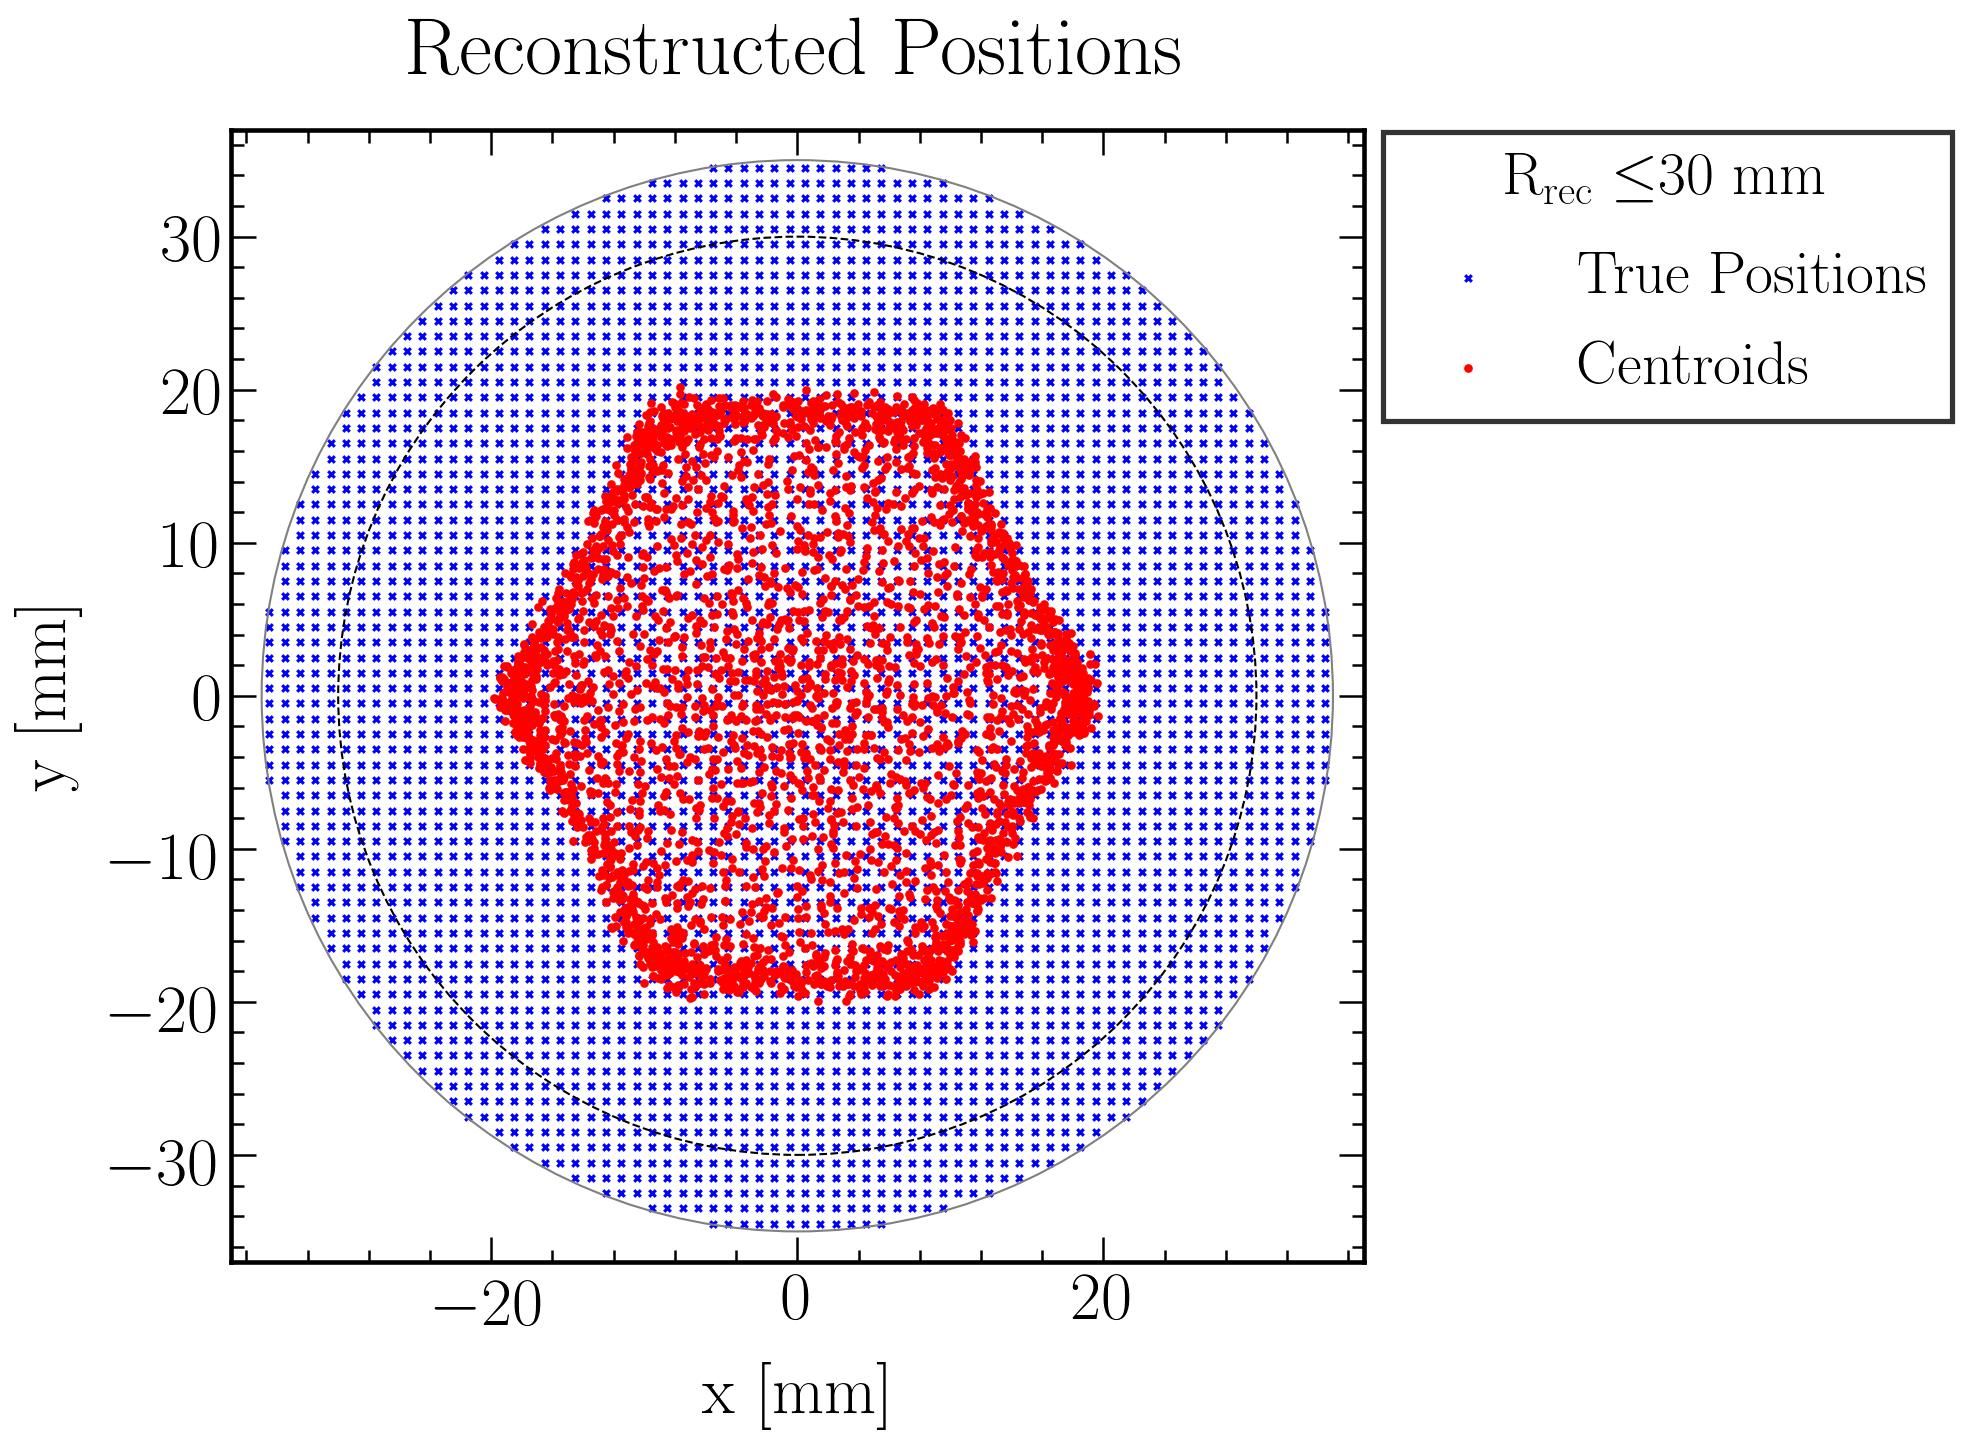 Reconstructed Positions
R_rec ≤30 mm
True Positions
Centroids
30
20
10
0
−10
−20
−30
y [mm]
−20 0 20
x [mm]